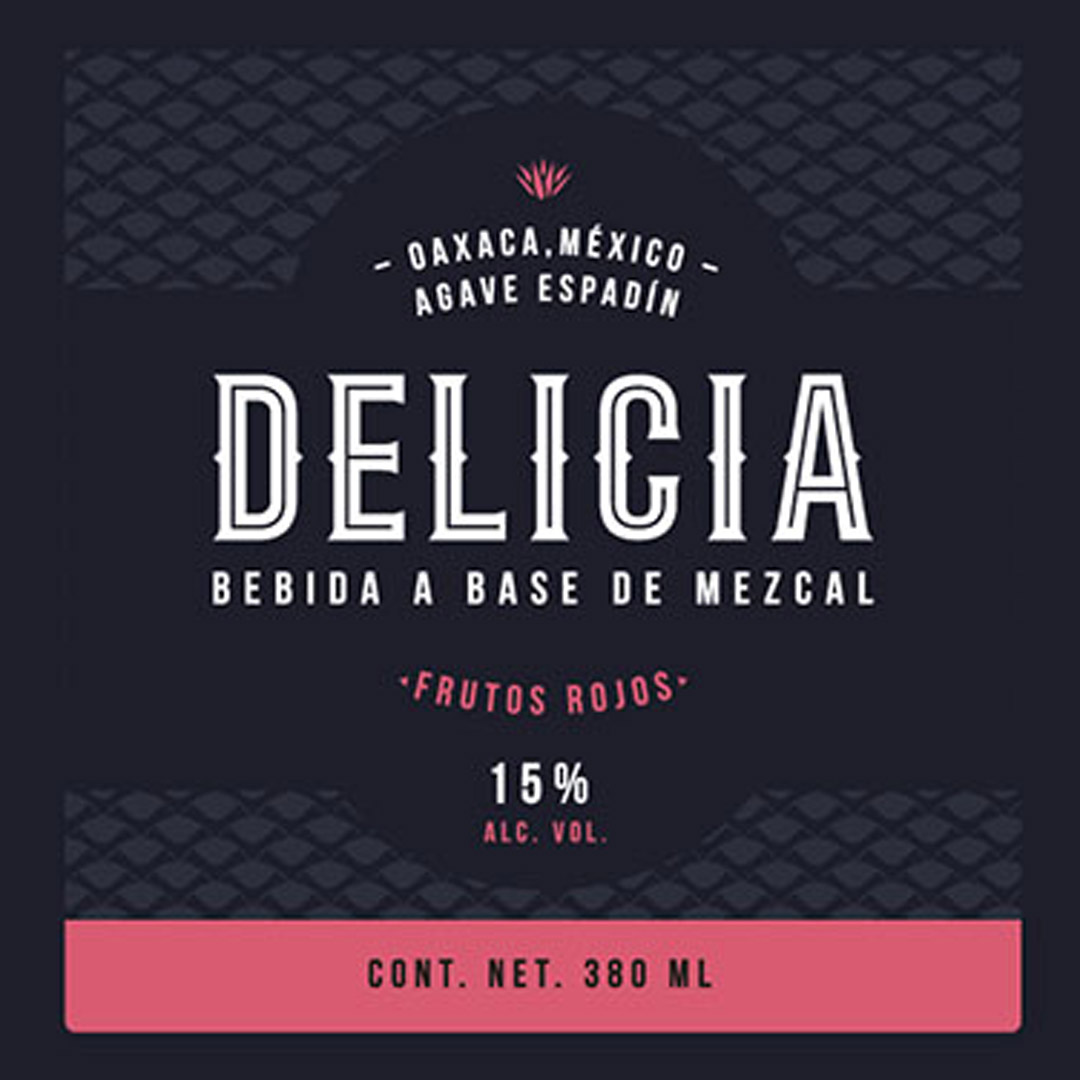 - OAXACA, MÉXICO -
AGAVE ESPADÍN
DELICIA
BEBIDA A BASE DE MEZCAL
·FRUTOS ROJOS·
15%
ALC. VOL.
CONT. NET. 380 ML